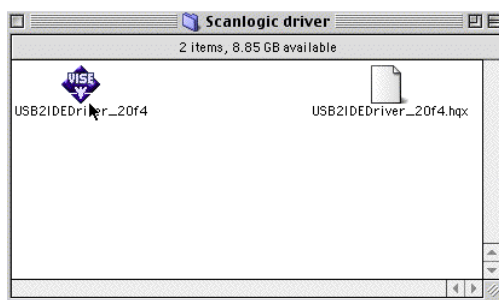 Scanlogic driver
2 items, 8.85 GB available
VISE
USB2IDEDriver_20f4
USB2IDEDriver_20f4.hqx